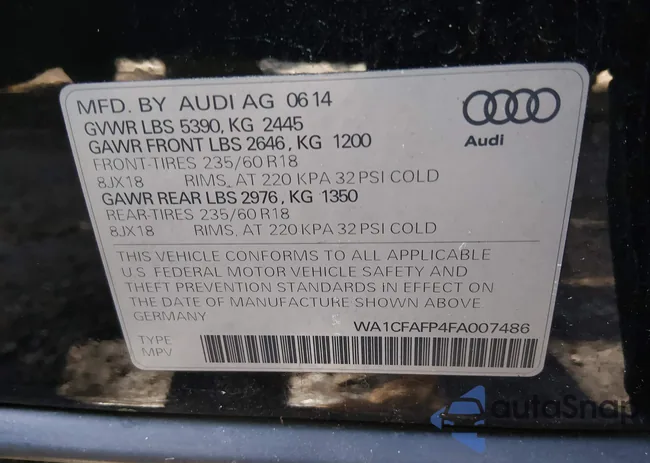 MFD. BY AUDI AG 0614
GVWR LBS 5390, KG 2445
GAWR FRONT LBS 2646, KG 1200
FRONT-TIRES 235/60 R18
8JX18 RIMS, AT 220 KPA 32 PSI COLD
GAWR REAR LBS 2976, KG 1350
REAR-TIRES 235/60 R18
8JX18 RIMS, AT 220 KPA 32 PSI COLD
Audi
THIS VEHICLE CONFORMS TO ALL APPLICABLE
U.S. FEDERAL MOTOR VEHICLE SAFETY AND
THEFT PREVENTION STANDARDS IN EFFECT ON
THE DATE OF MANUFACTURE SHOWN ABOVE
GERMANY
WA1CFAFP4FA007486
TYPE
MPV
autoSnap